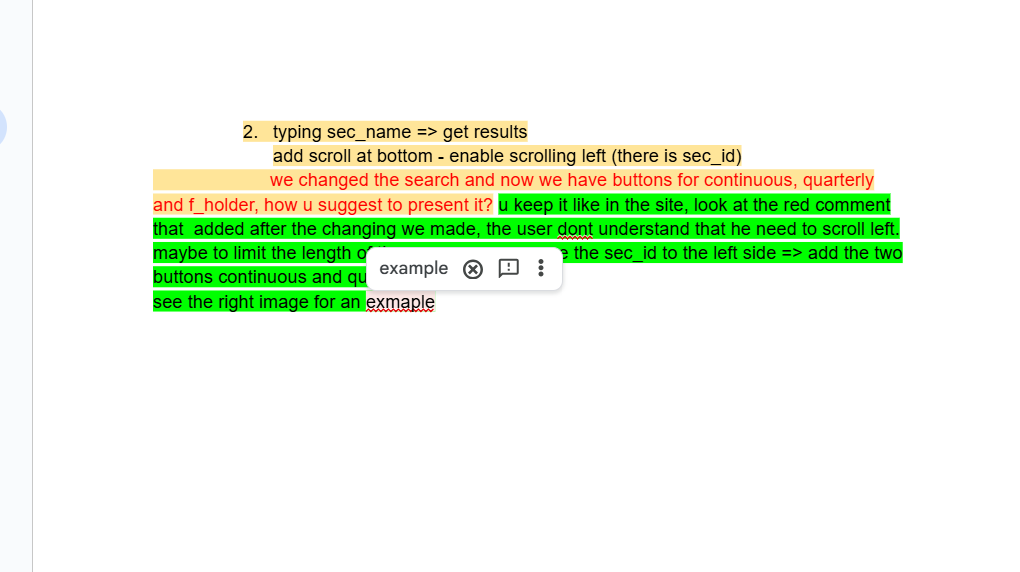 2. typing sec_name => get results
add scroll at bottom - enable scrolling left (there is sec_id)
we changed the search and now we have buttons for continuous, quarterly
and f_holder, how u suggest to present it? u keep it like in the site, look at the red comment
that  added after the changing we made, the user dont understand that he need to scroll left.
maybe to limit the length the sec_id to the left side => add the two
buttons continuous and
see the right image for an exmaple
example